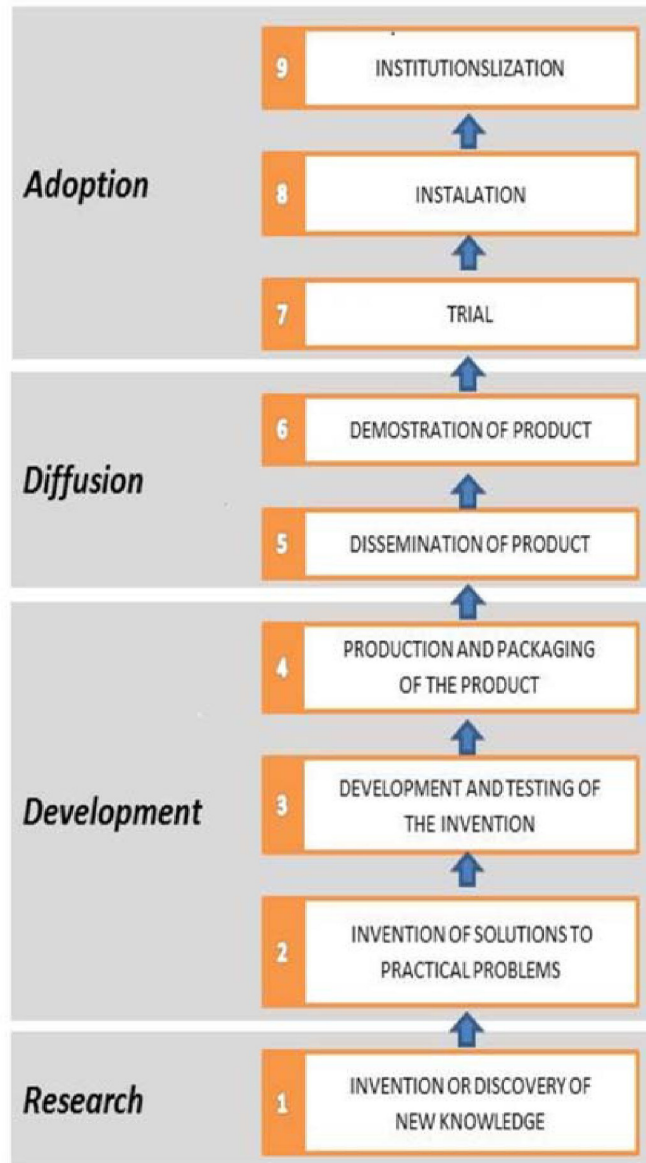 Adoption
9
INSTITUTIONSLIZATION
8
INSTALATION
7
TRIAL
Diffusion
6
DEMOSTRATION OF PRODUCT
5
DISSEMINATION OF PRODUCT
Development
4
PRODUCTION AND PACKAGING
OF THE PRODUCT
3
DEVELOPMENT AND TESTING OF
THE INVENTION
2
INVENTION OF SOLUTIONS TO
PRACTICAL PROBLEMS
Research
1
INVENTION OR DISCOVERY OF
NEW KNOWLEDGE